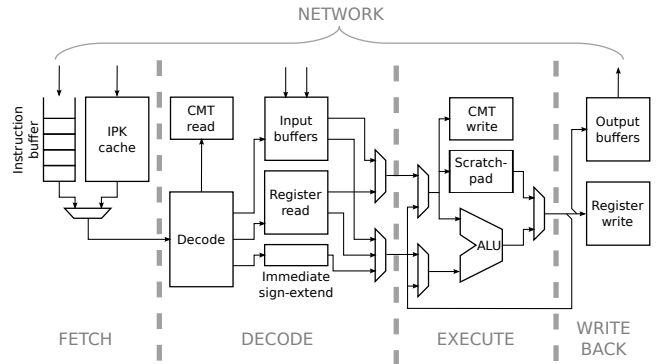 NETWORK
Instruction
buffer
IPK
cache
CMT
read
Input
buffers
CMT
write
Output
buffers
Scratch-
pad
Register
read
Register
write
Decode
ALU
Immediate
sign-extend
FETCH
DECODE
EXECUTE
WRITE
BACK